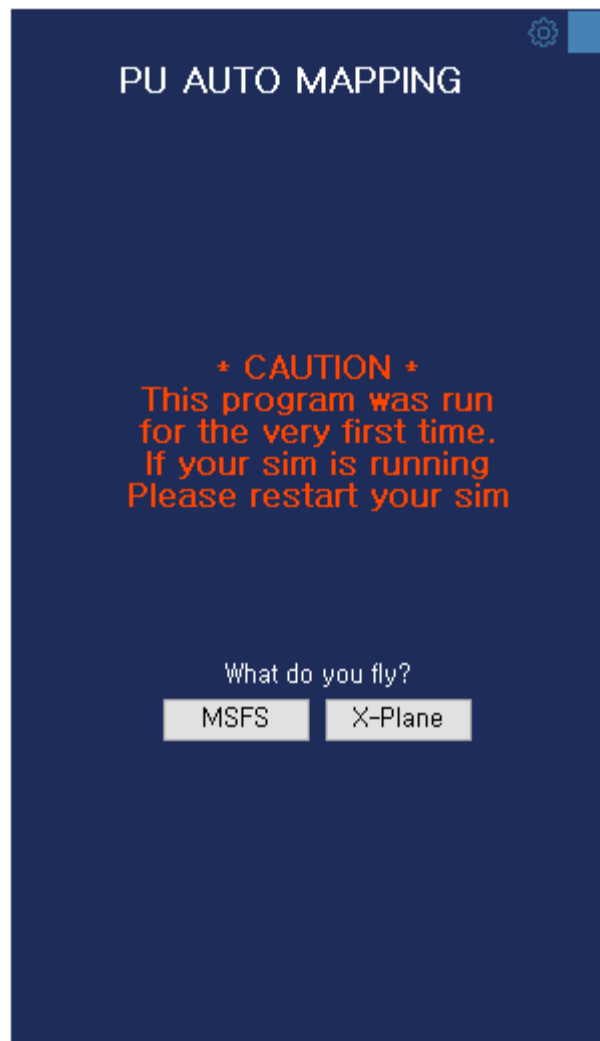 PU AUTO MAPPING
* CAUTION *
This program was run
for the very first time.
If your sim is running
Please restart your sim
What do you fly?
MSFS
X-Plane